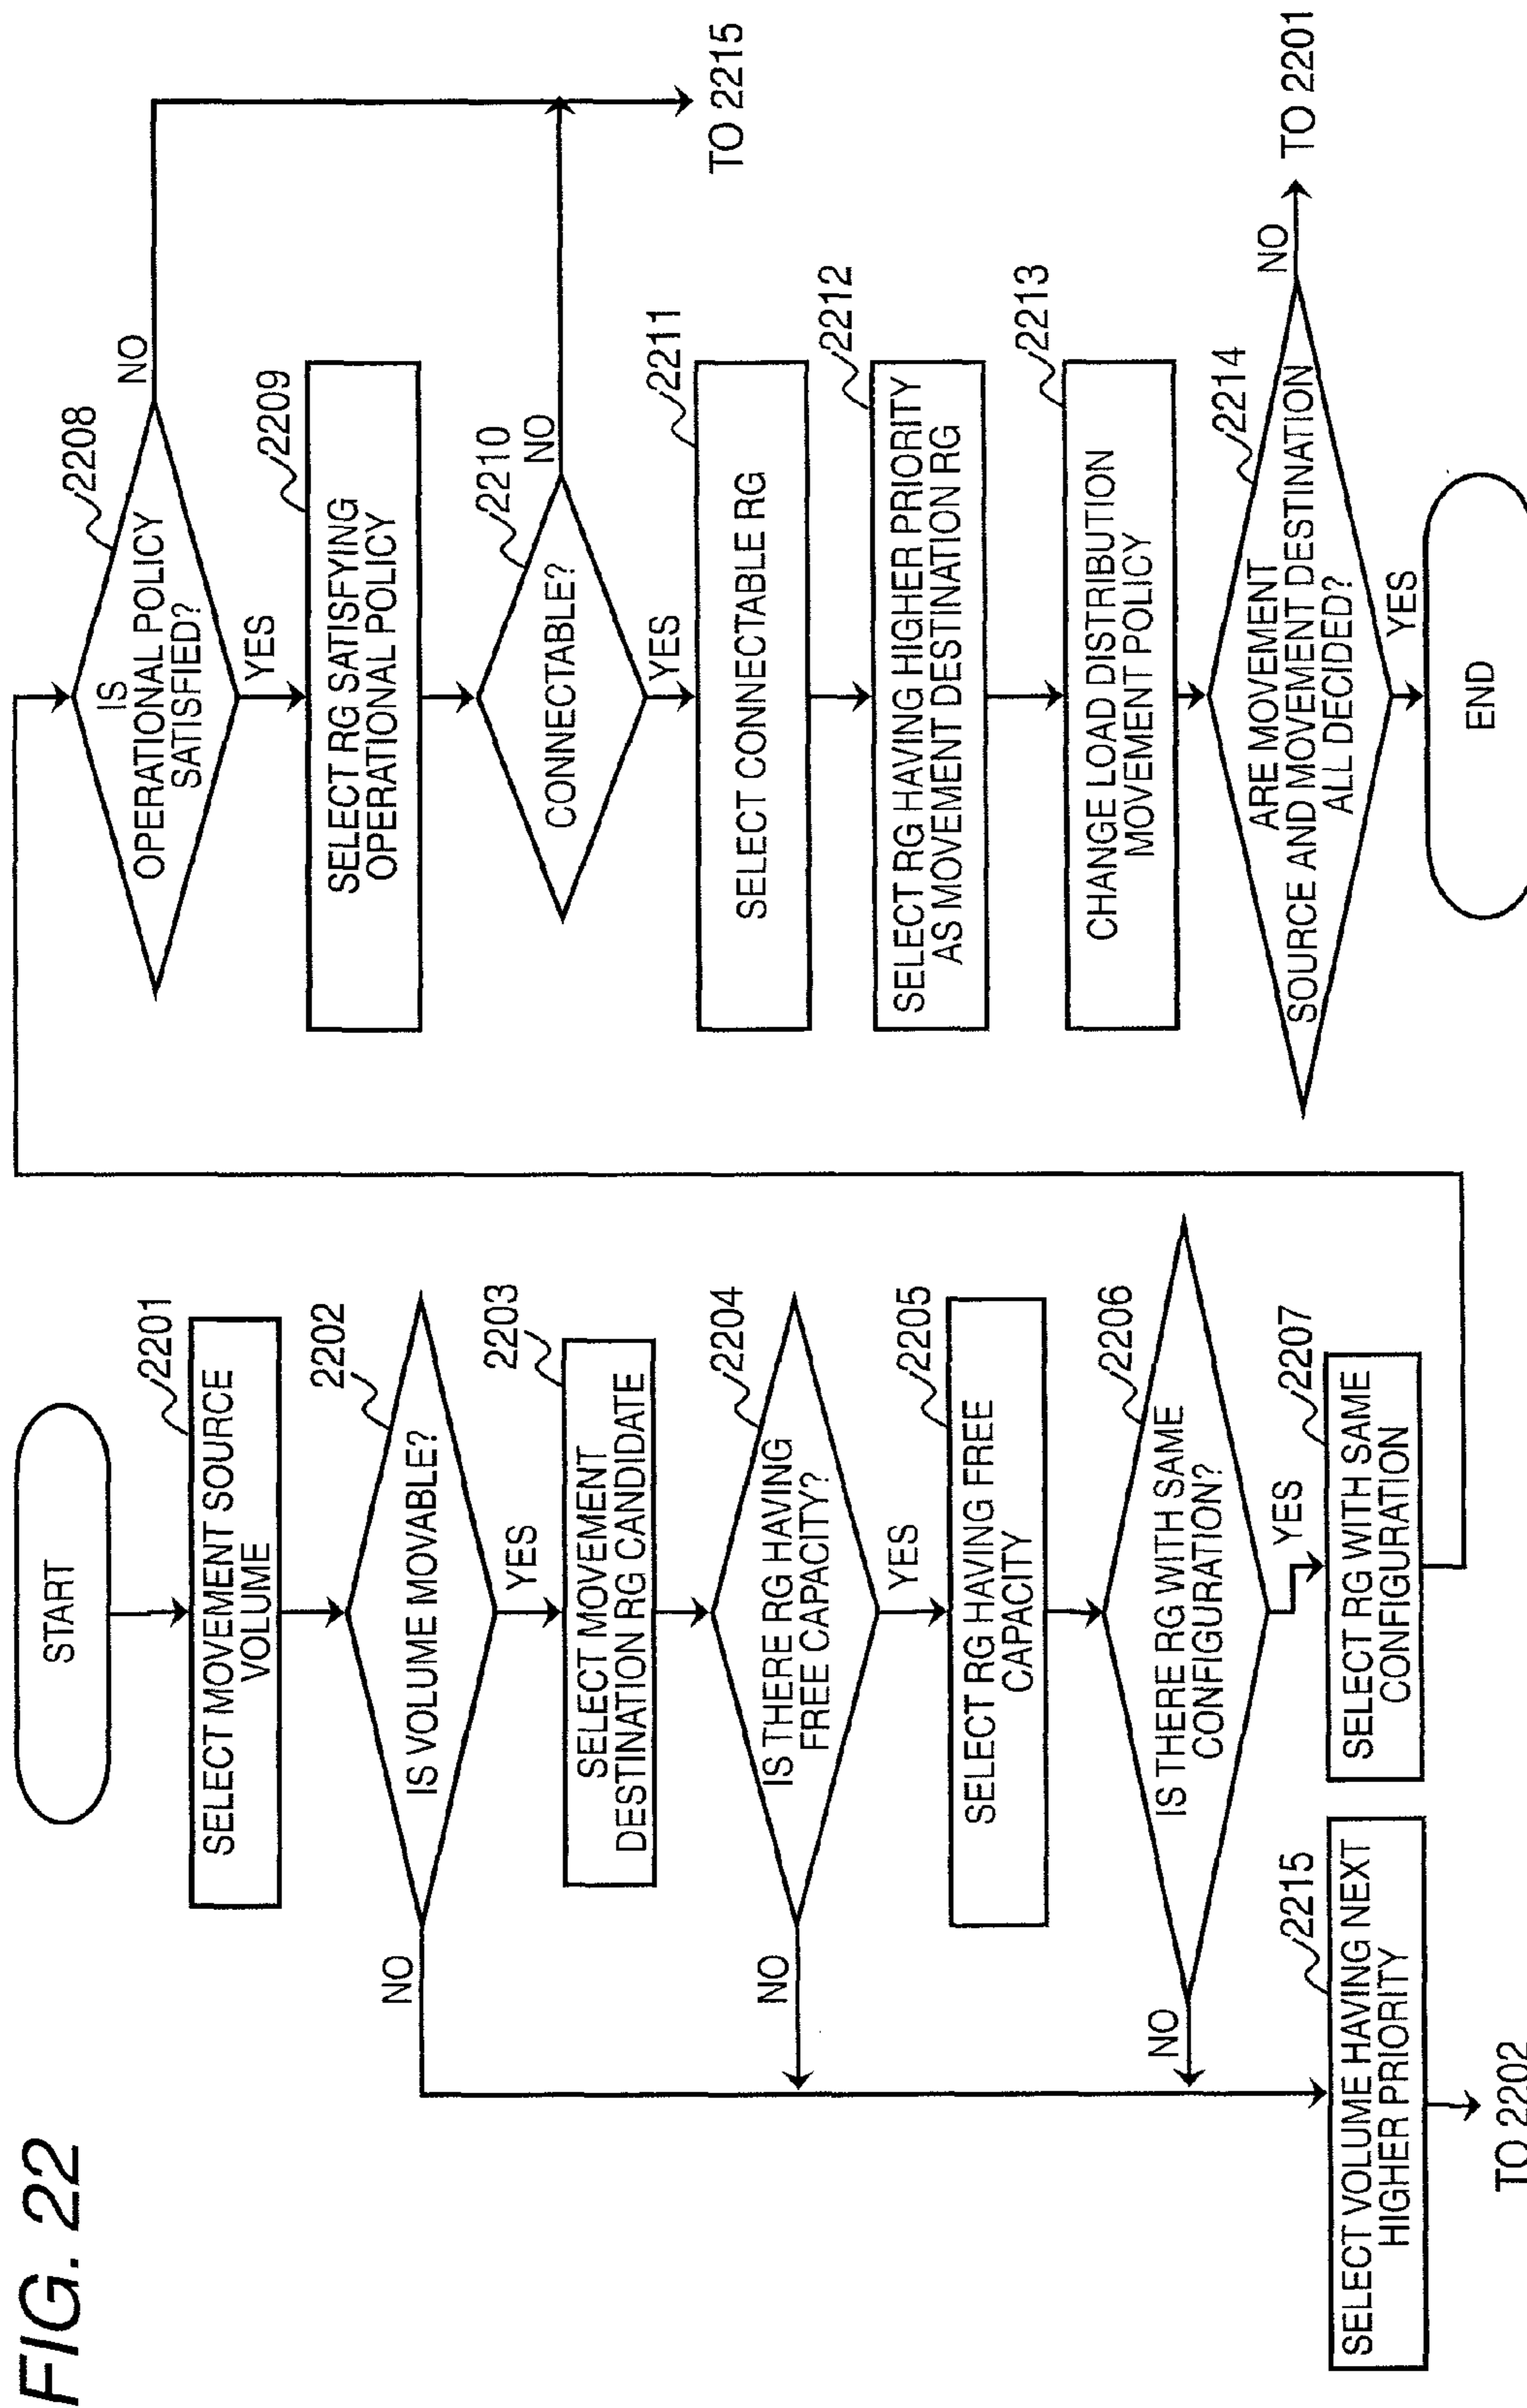 FIG. 22
START
2201
SELECT MOVEMENT SOURCE
VOLUME
2202
IS VOLUME MOVABLE?
NO
YES
2203
SELECT MOVEMENT
DESTINATION RG CANDIDATE
2204
IS THERE RG HAVING
FREE CAPACITY?
NO
YES
2205
SELECT RG HAVING FREE
CAPACITY
2206
IS THERE RG WITH SAME
CONFIGURATION?
NO
YES
2207
SELECT RG WITH SAME
CONFIGURATION
2215
SELECT VOLUME HAVING NEXT
HIGHER PRIORITY
TO 2202
2208
IS
OPERATIONAL POLICY
SATISFIED?
NO
YES
2209
SELECT RG SATISFYING
OPERATIONAL POLICY
2210
CONNECTABLE?
NO
YES
TO 2215
2211
SELECT CONNECTABLE RG
2212
SELECT RG HAVING HIGHER PRIORITY
AS MOVEMENT DESTINATION RG
2213
CHANGE LOAD DISTRIBUTION
MOVEMENT POLICY
2214
ARE MOVEMENT
SOURCE AND MOVEMENT DESTINATION
ALL DECIDED?
NO
TO 2201
YES
END